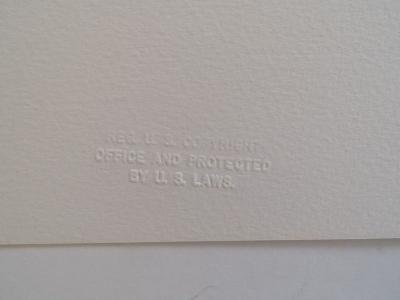 REG. U. S. COPYRIGHT
OFFICE AND PROTECTED
BY U. S. LAWS.